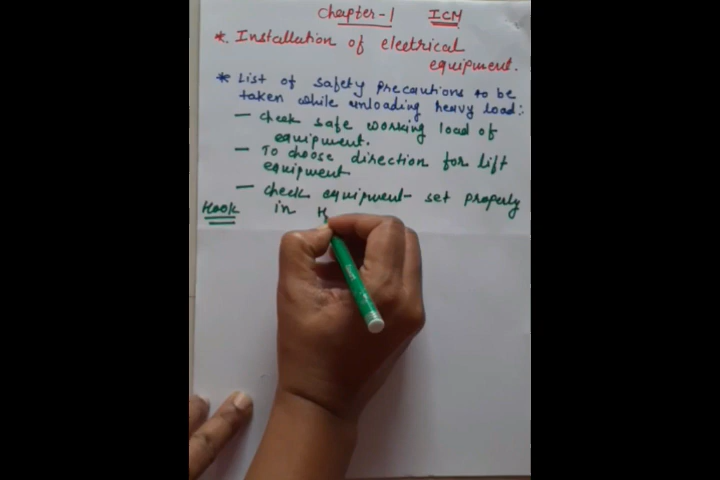 Chapter-1 ICM
*. Installation of electrical
equipment.
* List of safety precautions to be
taken while unloading heavy load:
— Check safe working load of
equipment.
— To choose direction for lift
equipment
— Check equipment set properly
Hook in H